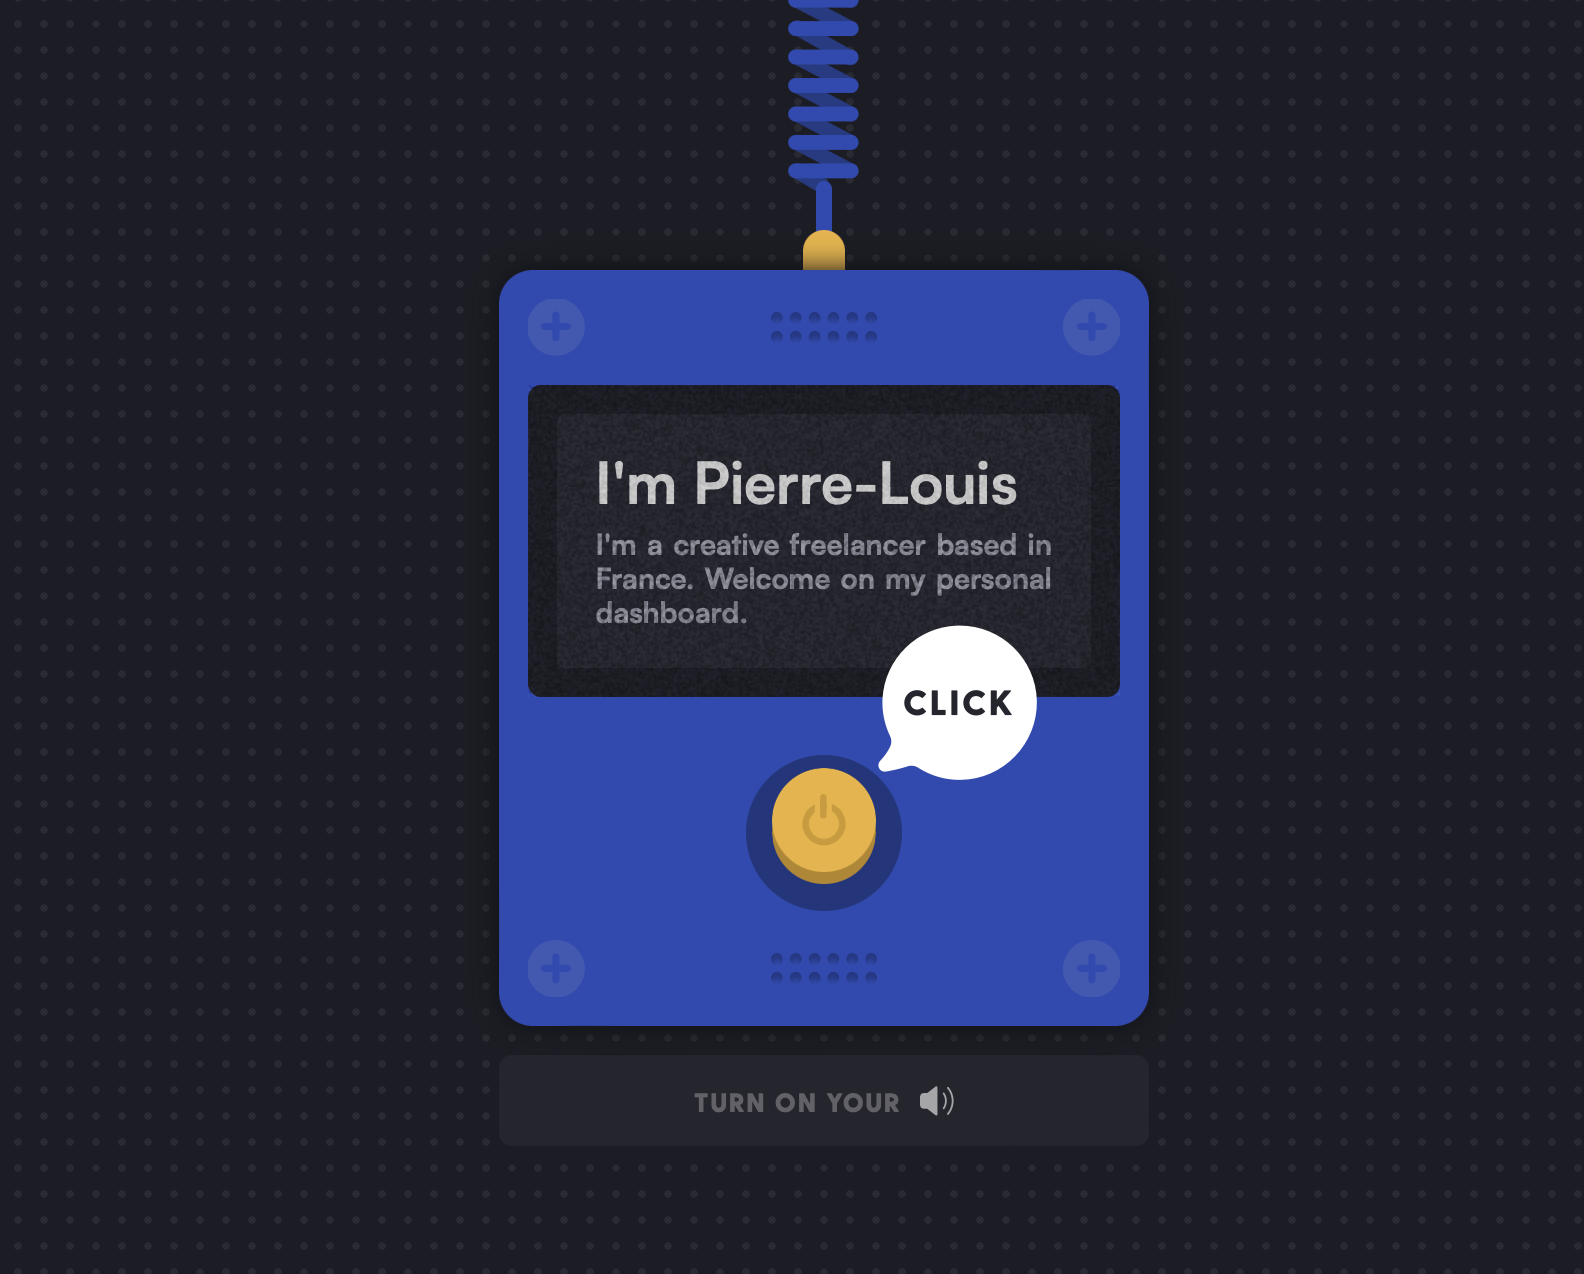 I'm Pierre-Louis
I'm a creative freelancer based in
France. Welcome on my personal
dashboard.
CLICK
TURN ON YOUR